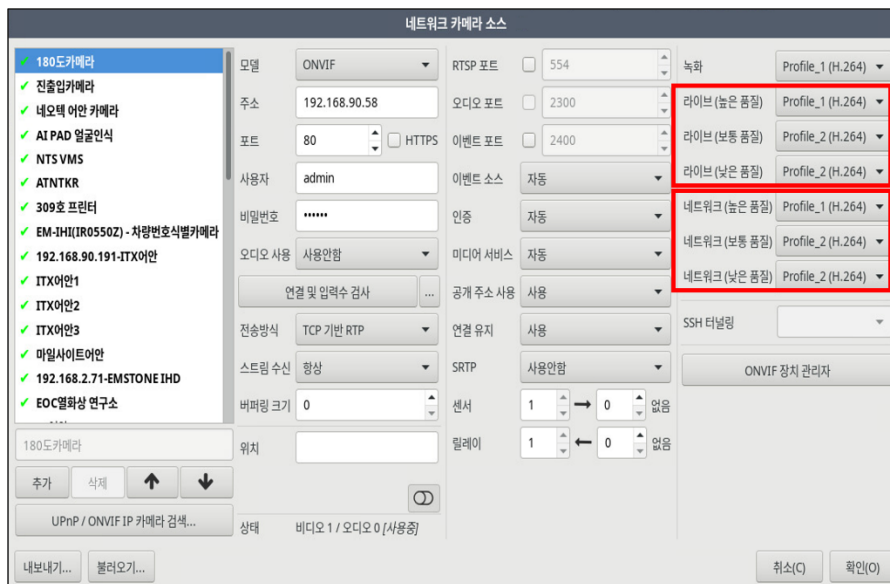 네트워크 카메라 소스
180도카메라
진출입카메라
네오텍 어안 카메라
AI PAD 얼굴인식
NTS VMS
ATNTKR
309호 프린터
EM-IHI(IR0550Z) - 차량번호식별카메라
192.168.90.191-ITX어안
ITX어안1
ITX어안2
ITX어안3
마일사이트어안
192.168.2.71-EMSTONE IHD
EOC열화상 연구소
180도카메라
추가 삭제
UPnP / ONVIF IP 카메라 검색...
내보내기... 불러오기...
모델 ONVIF
주소 192.168.90.58
포트 80 HTTPS
사용자 admin
비밀번호 ••••••
오디오 사용 사용안함
연결 및 입력수 검사 ...
전송방식 TCP 기반 RTP
스트림 수신 항상
버퍼링 크기 0
위치
상태 비디오 1 / 오디오 0 [사용중]
RTSP 포트 554
오디오 포트 2300
이벤트 포트 2400
이벤트 소스 자동
인증 자동
미디어 서비스 자동
공개 주소 사용 사용
연결 유지 사용
SRTP 사용안함
센서 1 → 0 없음
릴레이 1 ← 0 없음
녹화 Profile_1 (H.264)
라이브 (높은 품질) Profile_1 (H.264)
라이브 (보통 품질) Profile_2 (H.264)
라이브 (낮은 품질) Profile_2 (H.264)
네트워크 (높은 품질) Profile_1 (H.264)
네트워크 (보통 품질) Profile_2 (H.264)
네트워크 (낮은 품질) Profile_2 (H.264)
SSH 터널링
ONVIF 장치 관리자
취소(C) 확인(O)